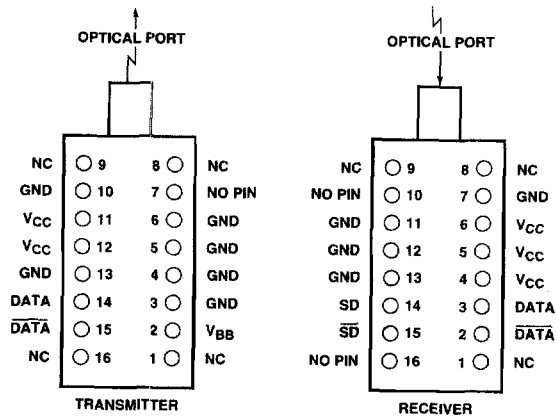 OPTICAL PORT
NC 9 8 NC
GND 10 7 NO PIN
VCC 11 6 GND
VCC 12 5 GND
GND 13 4 GND
DATA 14 3 GND
D̅A̅T̅A̅ 15 2 VBB
NC 16 1 NC
TRANSMITTER
OPTICAL PORT
NC 9 8 NC
NO PIN 10 7 GND
GND 11 6 VCC
GND 12 5 VCC
GND 13 4 VCC
SD 14 3 DATA
S̅D̅ 15 2 D̅A̅T̅A̅
NO PIN 16 1 NC
RECEIVER